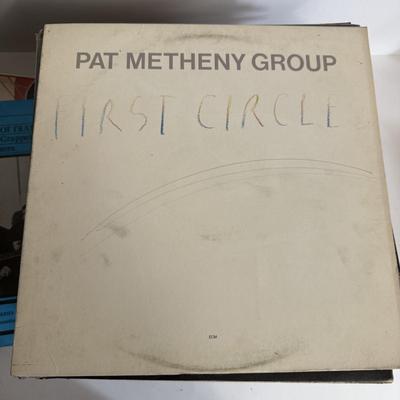 PAT METHENY GROUP
FIRST CIRCLE
ECM